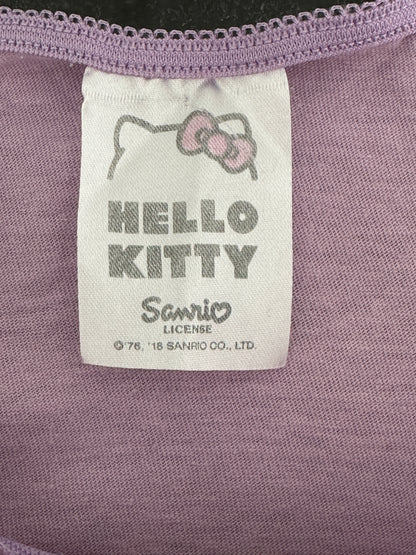 HELLO
KITTY
Sanrio
LICENSE
©'76, '18 SANRIO CO., LTD.